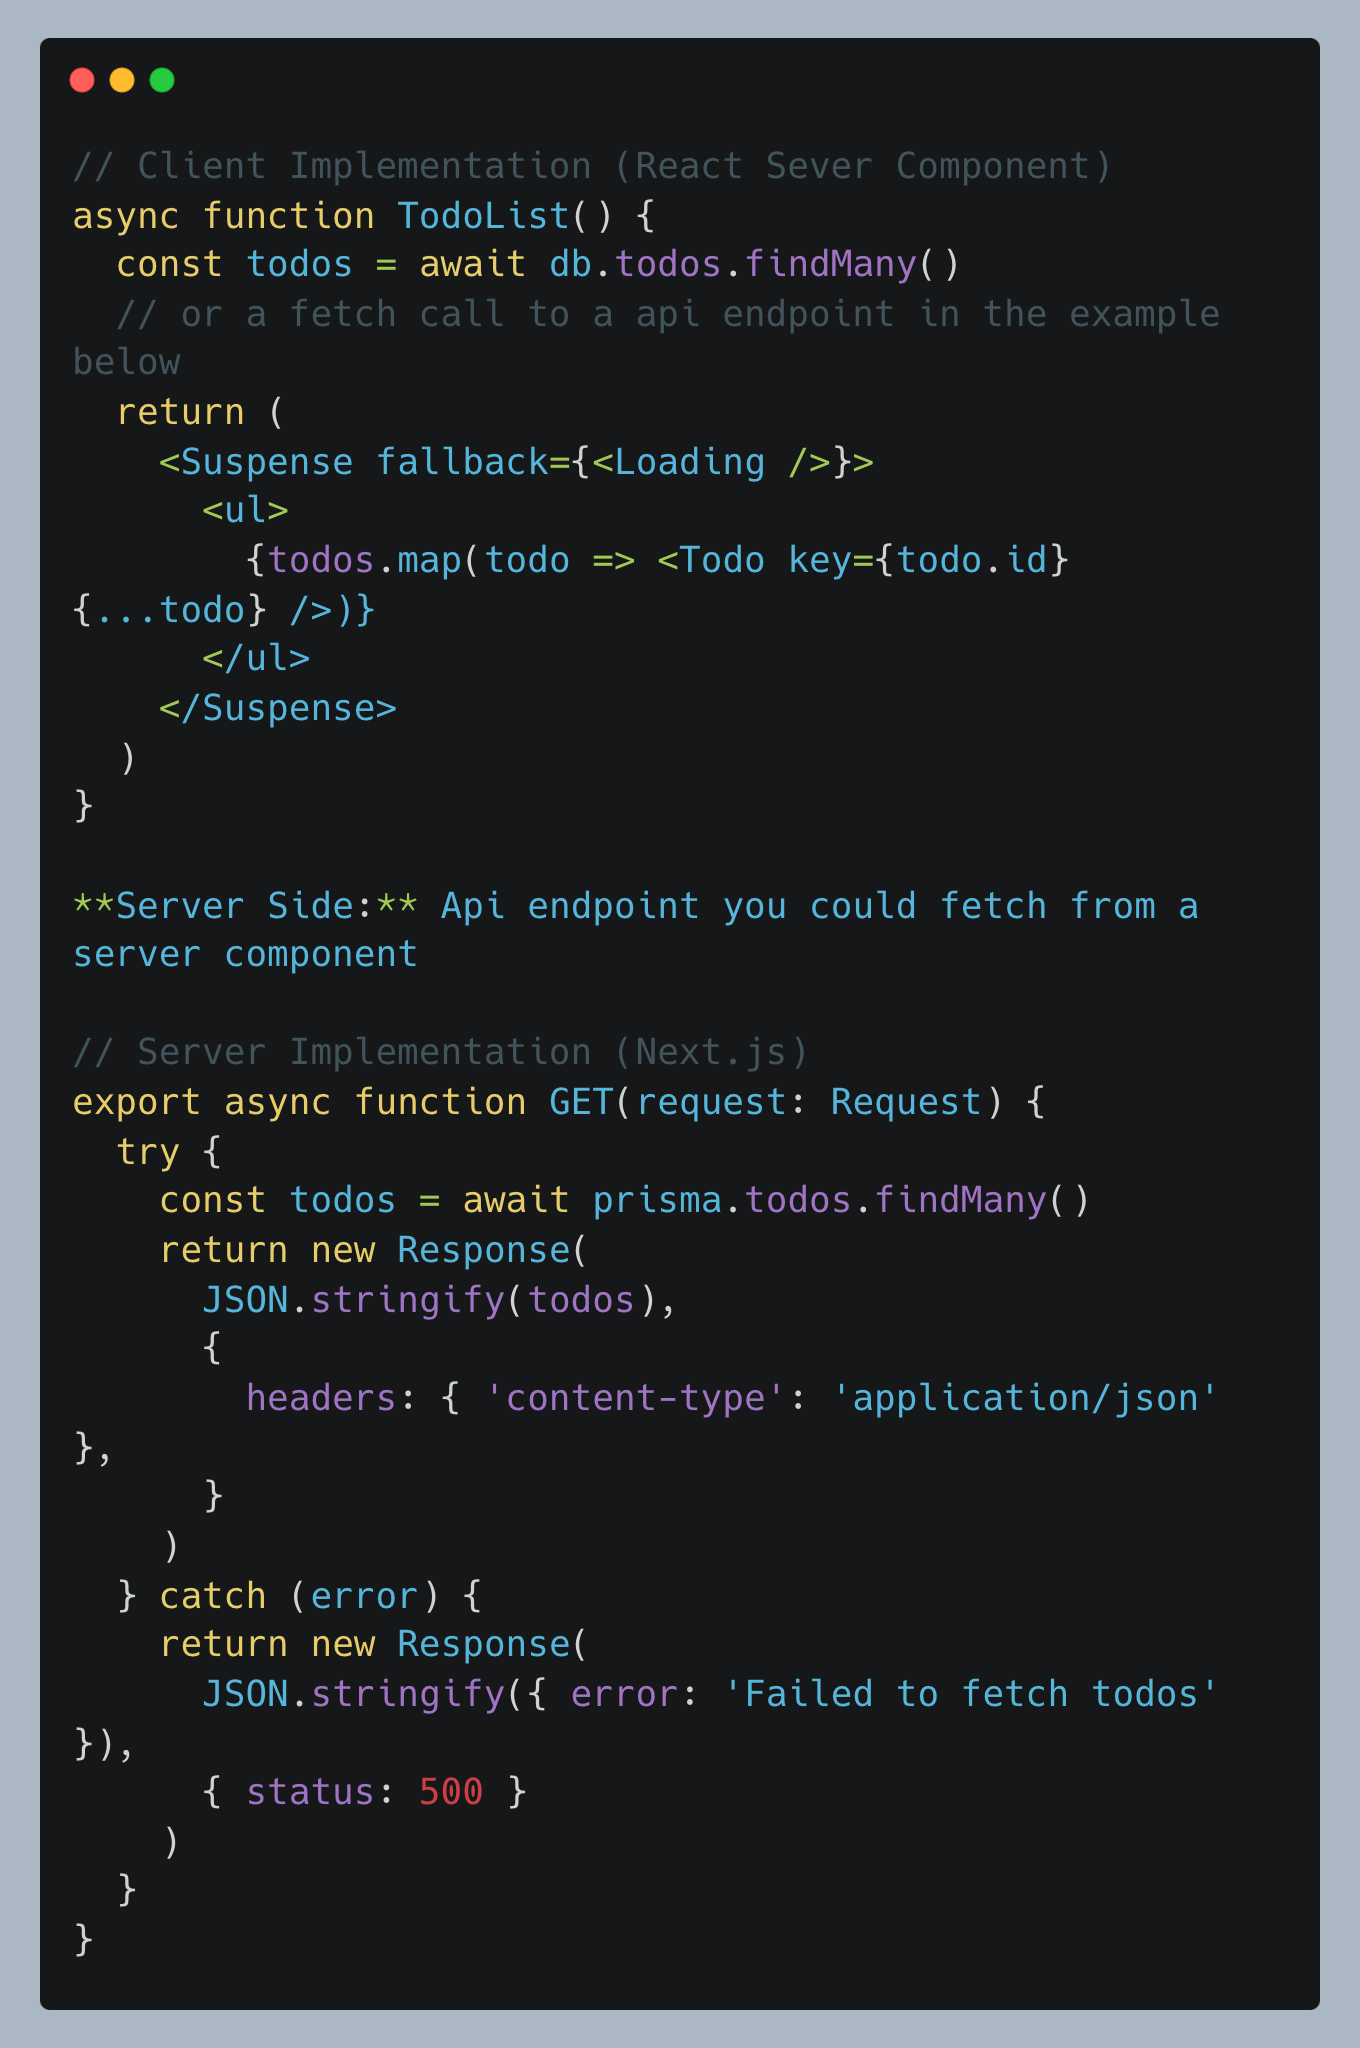 // Client Implementation (React Sever Component)
async function TodoList() {
  const todos = await db.todos.findMany()
  // or a fetch call to a api endpoint in the example
below
  return (
    <Suspense fallback={<Loading />}>
      <ul>
        {todos.map(todo => <Todo key={todo.id}
{...todo} />)}
      </ul>
    </Suspense>
  )
}

**Server Side:** Api endpoint you could fetch from a
server component

// Server Implementation (Next.js)
export async function GET(request: Request) {
  try {
    const todos = await prisma.todos.findMany()
    return new Response(
      JSON.stringify(todos),
      {
        headers: { 'content-type': 'application/json'
},
      }
    )
  } catch (error) {
    return new Response(
      JSON.stringify({ error: 'Failed to fetch todos'
}),
      { status: 500 }
    )
  }
}